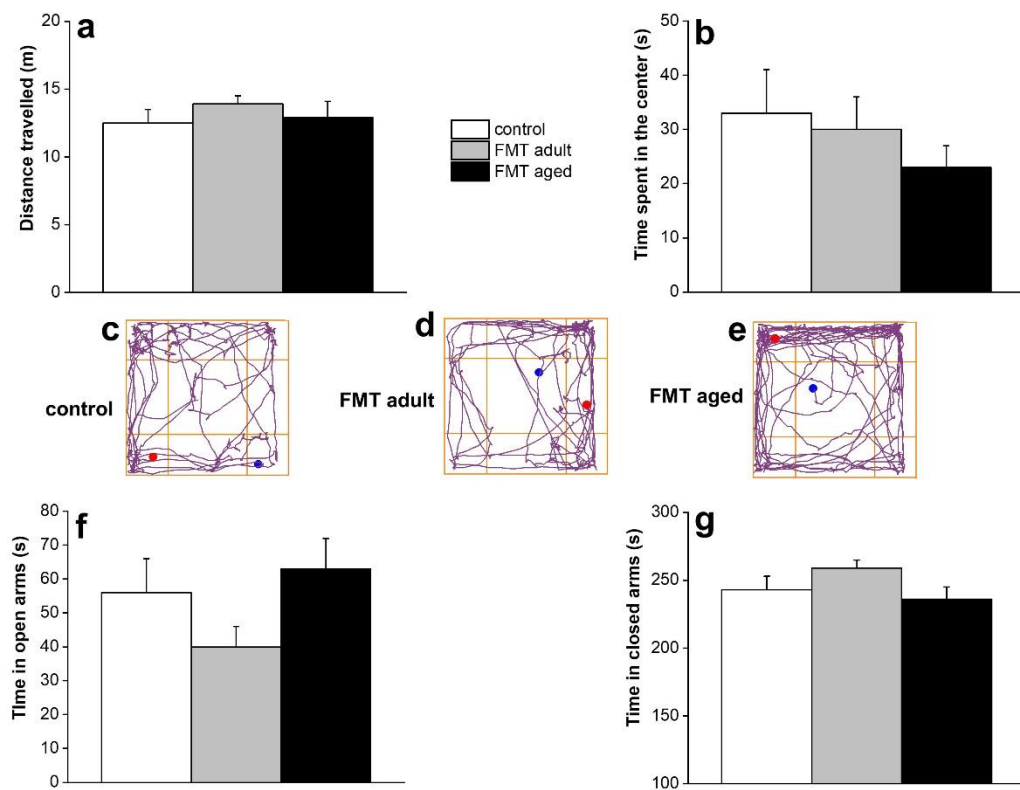 a
Distance travelled (m)
20
15
10
5
0
control
FMT adult
FMT aged
b
Time spent in the center (s)
50
40
30
20
10
0
c
control
d
FMT adult
e
FMT aged
f
TIme in open arms (s)
80
70
60
50
40
30
20
10
0
g
Time in closed arms (s)
300
250
200
150
100